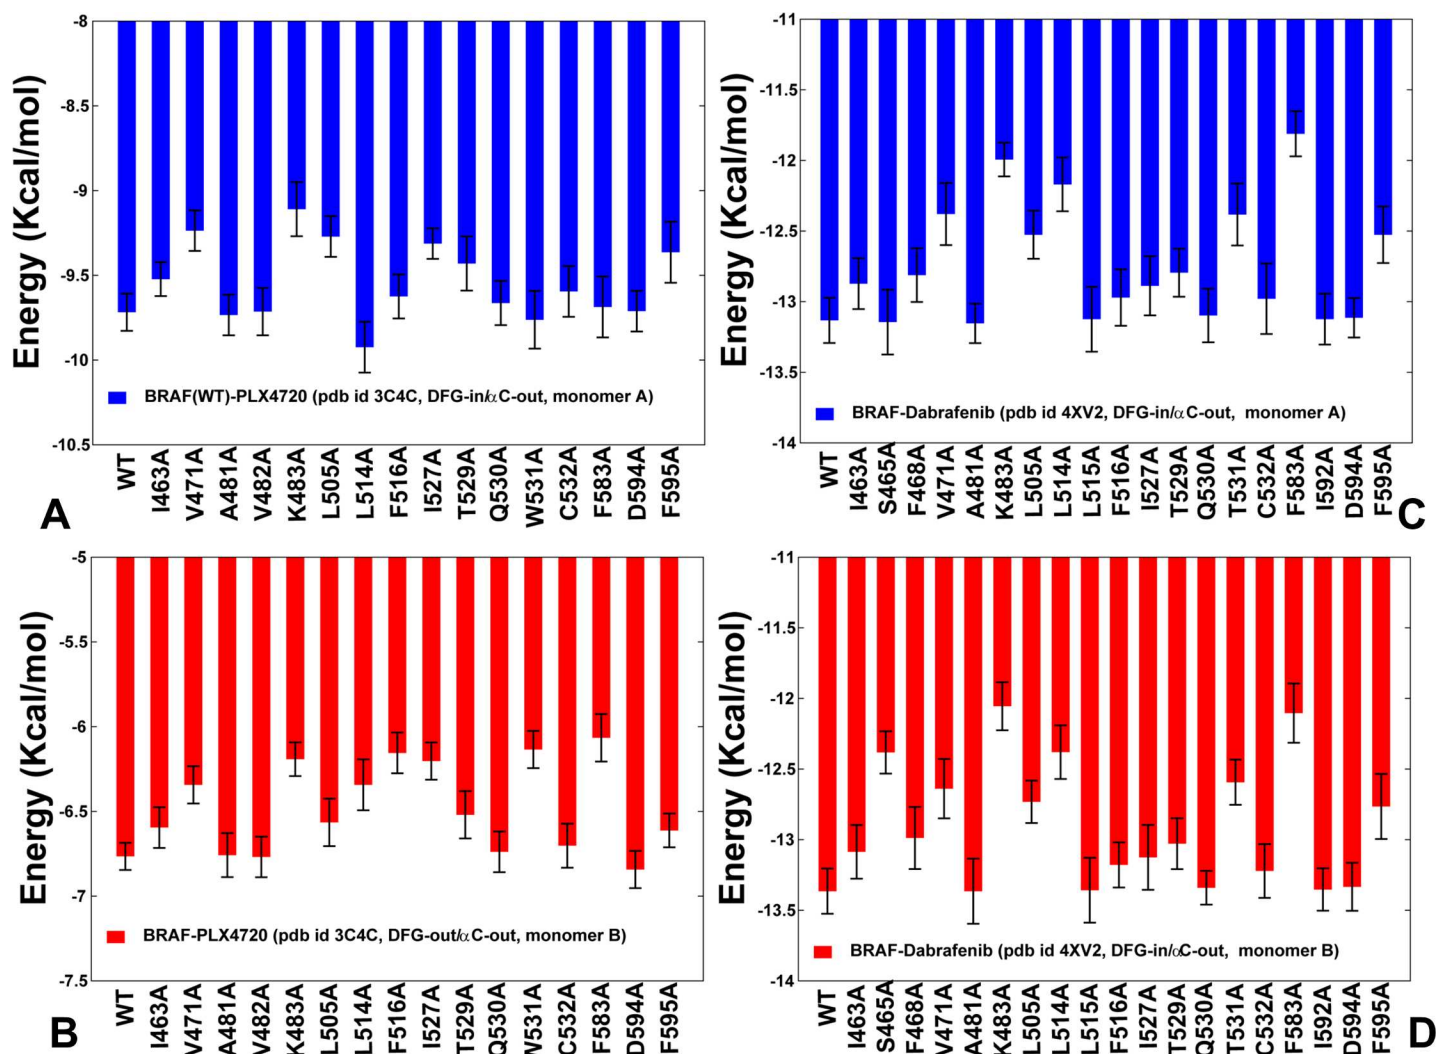 -8
-8.5
-9
-9.5
-10
-10.5
Energy (Kcal/mol)
BRAF(WT)-PLX4720 (pdb id 3C4C, DFG-in/αC-out, monomer A)
WT
I463A
V471A
A481A
V482A
K483A
L505A
L514A
F516A
I527A
T529A
Q530A
W531A
C532A
F583A
D594A
F595A
A
-11
-11.5
-12
-12.5
-13
-13.5
-14
Energy (Kcal/mol)
BRAF-Dabrafenib (pdb id 4XV2, DFG-in/αC-out, monomer A)
WT
I463A
S465A
F468A
V471A
A481A
K483A
L505A
L514A
L515A
F516A
I527A
T529A
Q530A
T531A
C532A
F583A
I592A
D594A
F595A
C
-5
-5.5
-6
-6.5
-7
-7.5
Energy (Kcal/mol)
BRAF-PLX4720 (pdb id 3C4C, DFG-out/αC-out, monomer B)
WT
I463A
V471A
A481A
V482A
K483A
L505A
L514A
F516A
I527A
T529A
Q530A
W531A
C532A
F583A
D594A
F595A
B
-11
-11.5
-12
-12.5
-13
-13.5
-14
Energy (Kcal/mol)
BRAF-Dabrafenib (pdb id 4XV2, DFG-in/αC-out, monomer B)
WT
I463A
S465A
F468A
V471A
A481A
K483A
L505A
L514A
L515A
F516A
I527A
T529A
Q530A
T531A
C532A
F583A
I592A
D594A
F595A
D